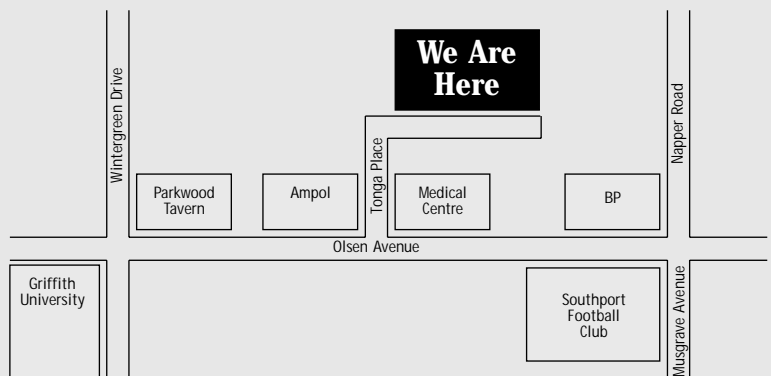 We Are
Here
Wintergreen Drive
Napper Road
Tonga Place
Parkwood
Tavern
Ampol
Medical
Centre
BP
Olsen Avenue
Griffith
University
Southport
Football
Club
Musgrave Avenue